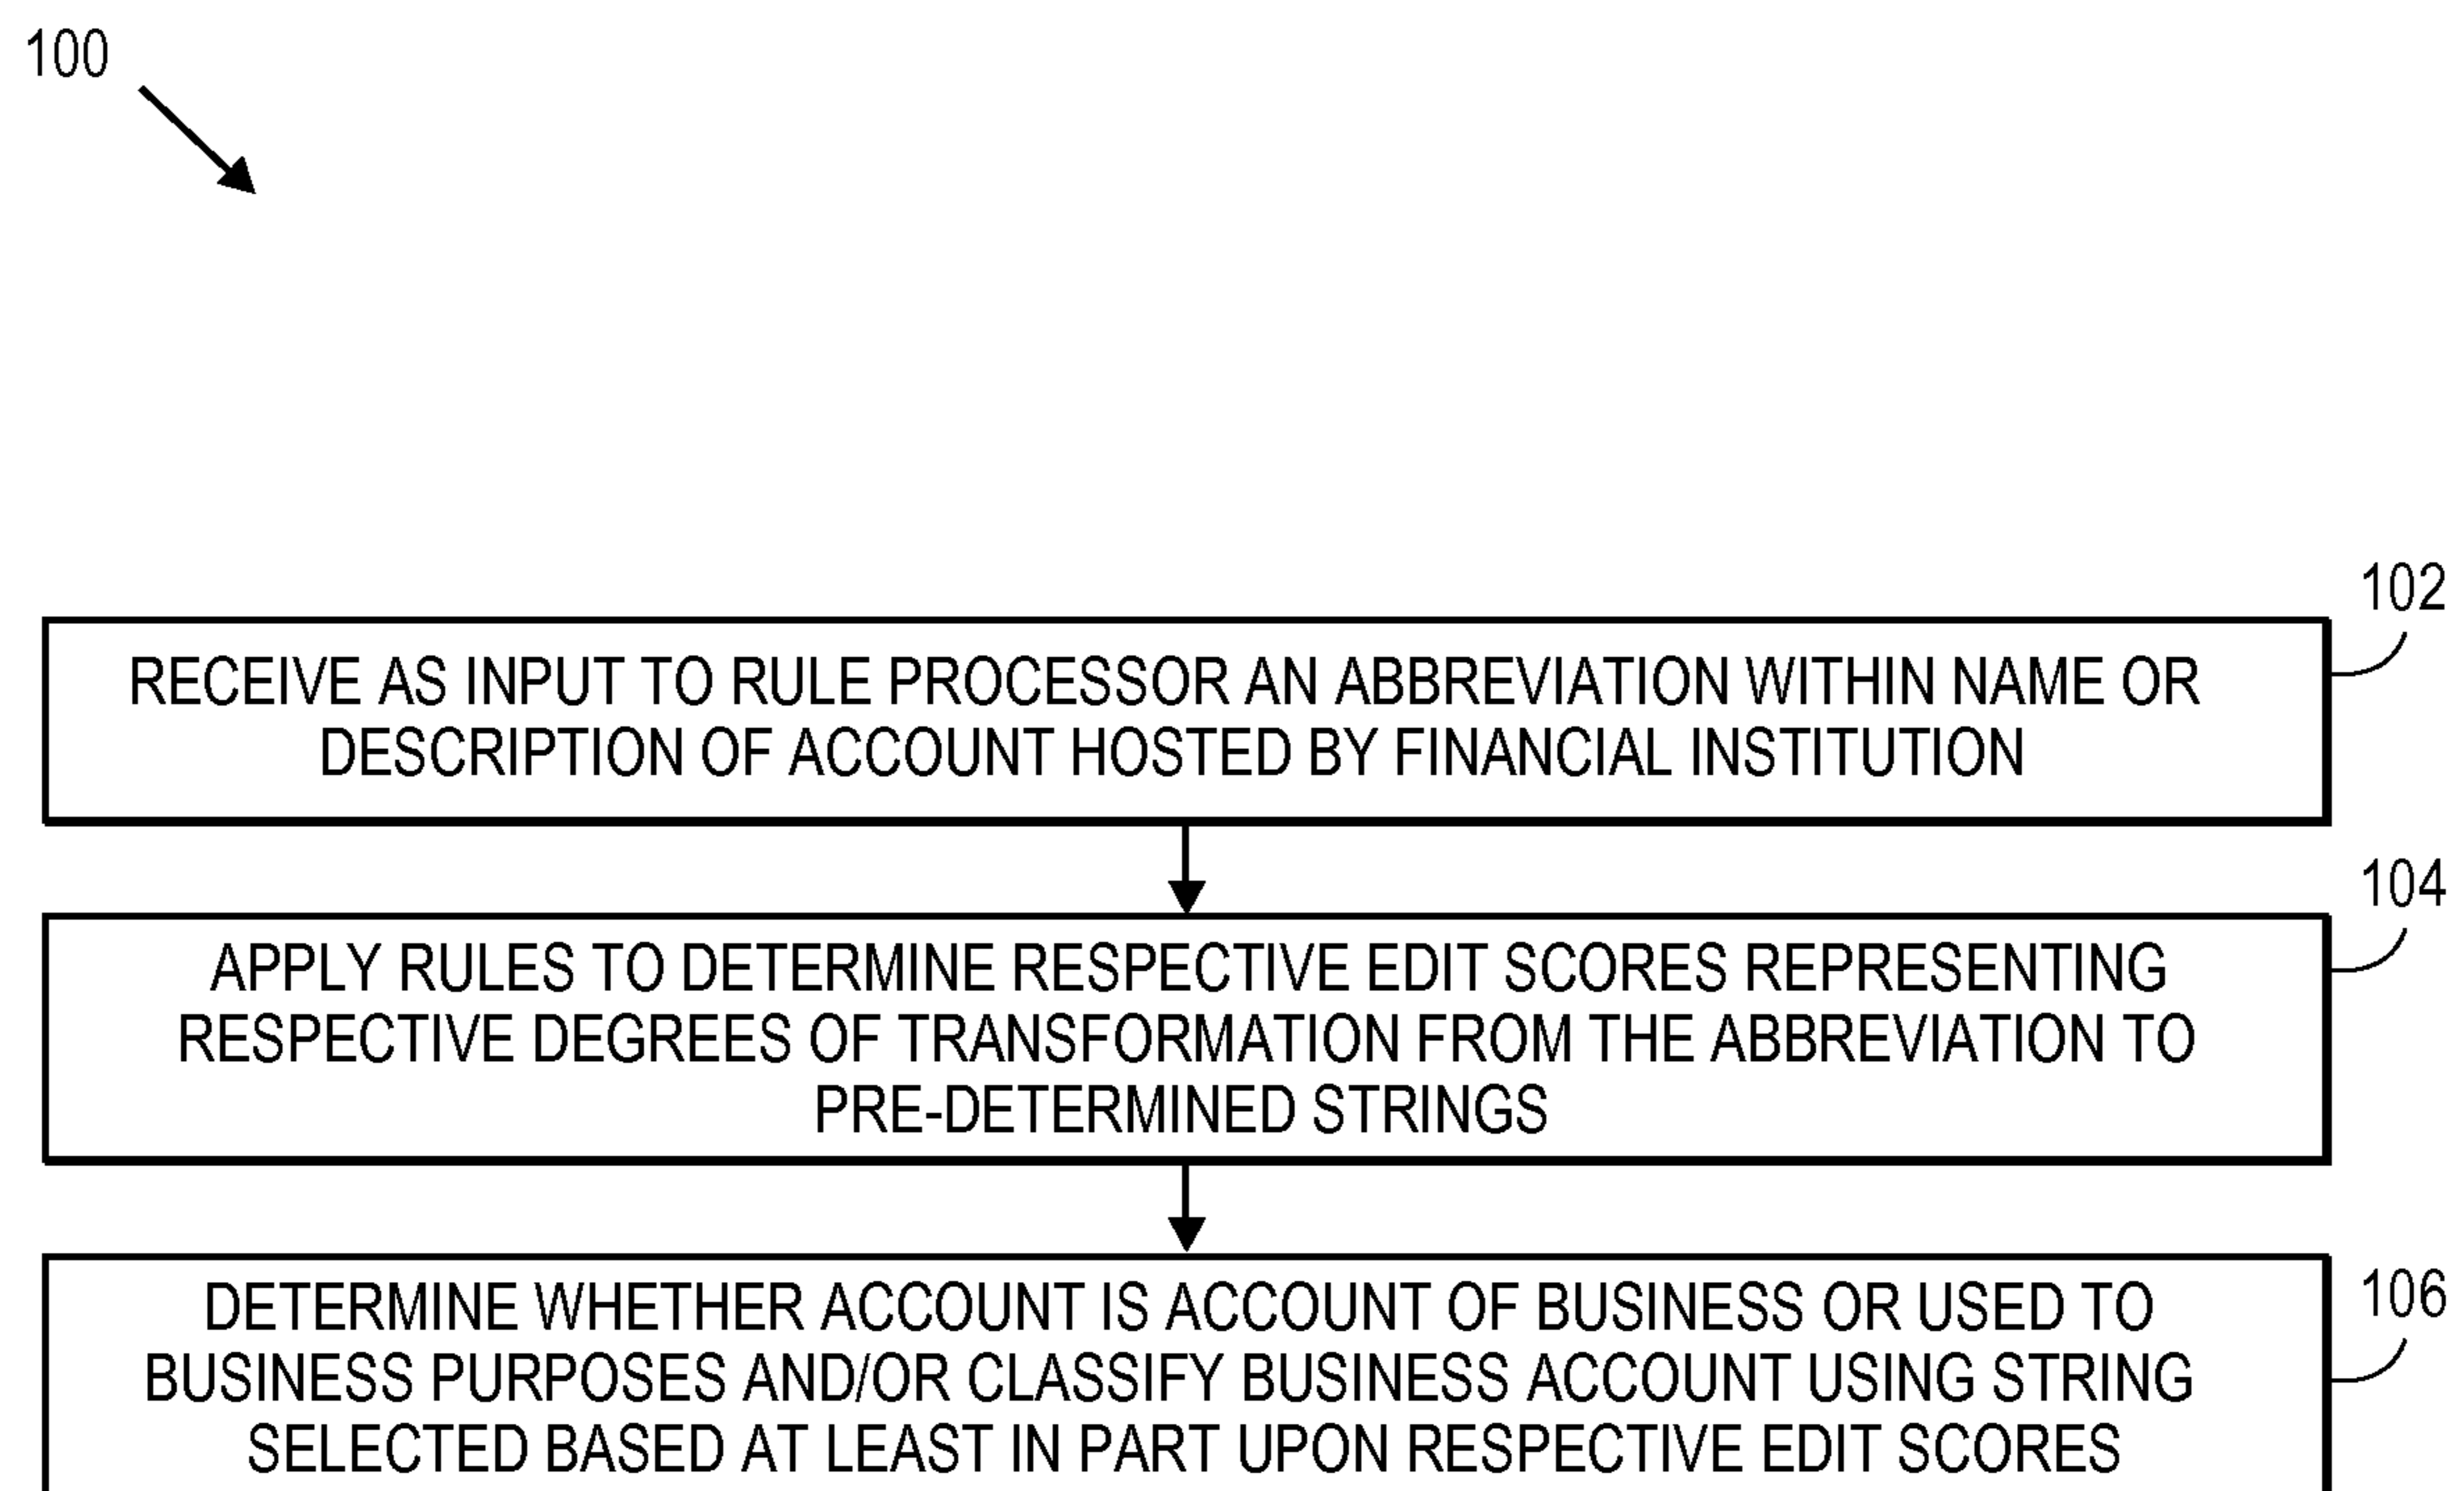 100
102
RECEIVE AS INPUT TO RULE PROCESSOR AN ABBREVIATION WITHIN NAME OR
DESCRIPTION OF ACCOUNT HOSTED BY FINANCIAL INSTITUTION
104
APPLY RULES TO DETERMINE RESPECTIVE EDIT SCORES REPRESENTING
RESPECTIVE DEGREES OF TRANSFORMATION FROM THE ABBREVIATION TO
PRE-DETERMINED STRINGS
106
DETERMINE WHETHER ACCOUNT IS ACCOUNT OF BUSINESS OR USED TO
BUSINESS PURPOSES AND/OR CLASSIFY BUSINESS ACCOUNT USING STRING
SELECTED BASED AT LEAST IN PART UPON RESPECTIVE EDIT SCORES